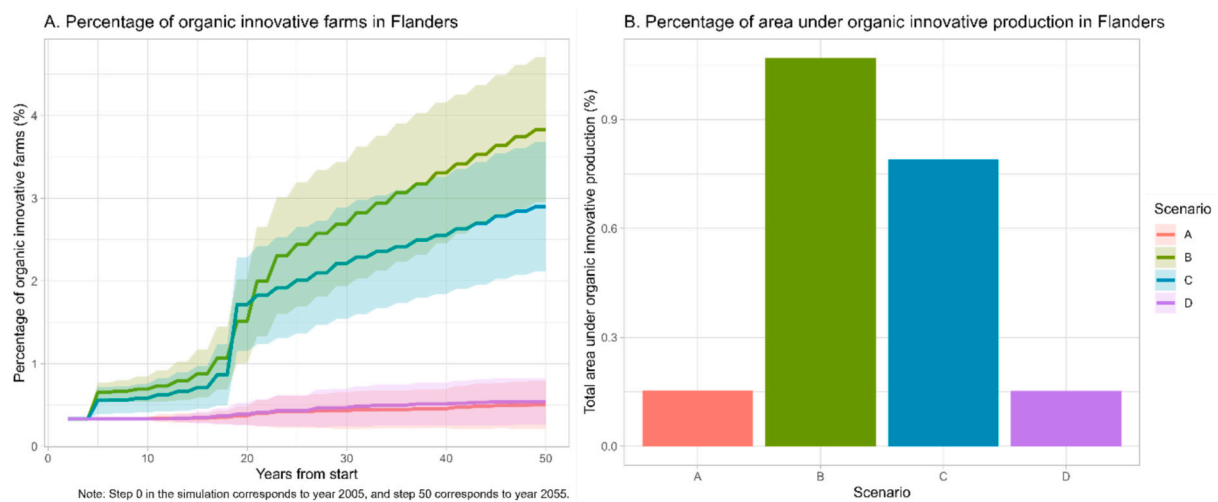 A. Percentage of organic innovative farms in Flanders
Percentage of organic innovative farms (%)
4
3
2
1
0
0
10
20
30
40
50
Years from start
Note: Step 0 in the simulation corresponds to year 2005, and step 50 corresponds to year 2055.
B. Percentage of area under organic innovative production in Flanders
Total area under organic innovative production (%)
0.9
0.6
0.3
0.0
A
B
C
D
Scenario
Scenario
A
B
C
D